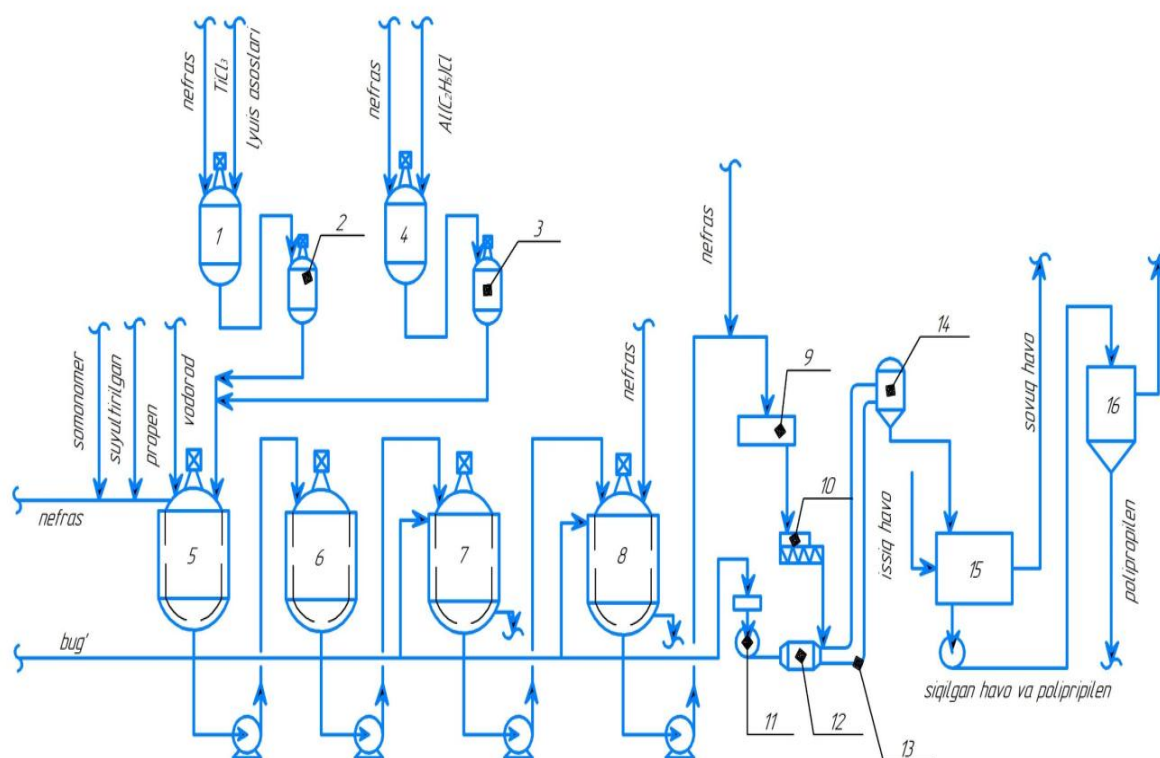 nefras
TiCl₃
lyuis asoslari
nefras
Al(C₂H₅)Cl
1
2
4
3
nefras
somonomer
suyultirilgan
propen
vodorod
nefras
9
14
sovuq havo
16
10
nefras
5
6
7
8
issiq havo
15
polipropilen
bug'
siqilgan havo va polipripilen
11
12
13